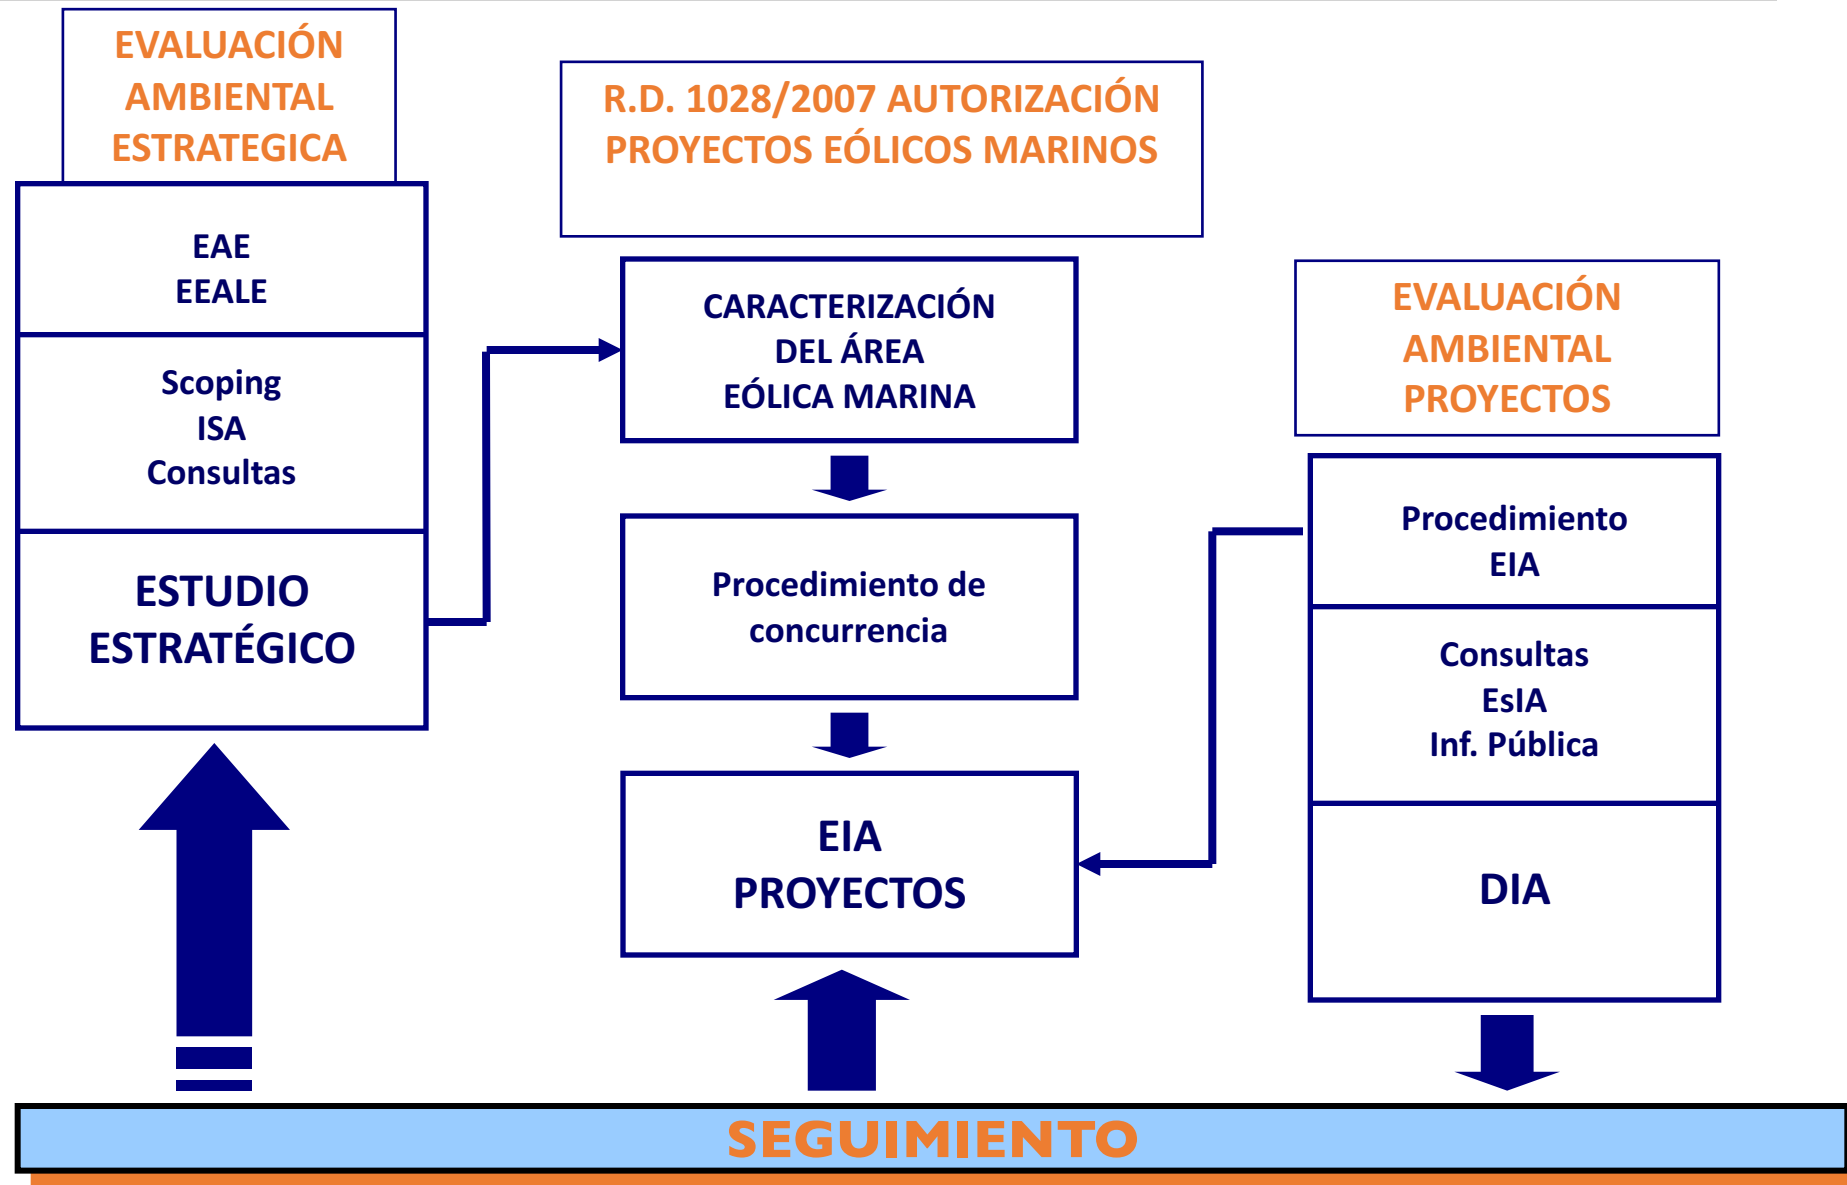 EVALUACIÓN
AMBIENTAL
ESTRATEGICA
EAE
EEALE
Scoping
ISA
Consultas
ESTUDIO
ESTRATÉGICO
R.D. 1028/2007 AUTORIZACIÓN
PROYECTOS EÓLICOS MARINOS
CARACTERIZACIÓN
DEL ÁREA
EÓLICA MARINA
Procedimiento de
concurrencia
EIA
PROYECTOS
EVALUACIÓN
AMBIENTAL
PROYECTOS
Procedimiento
EIA
Consultas
EsIA
Inf. Pública
DIA
SEGUIMIENTO